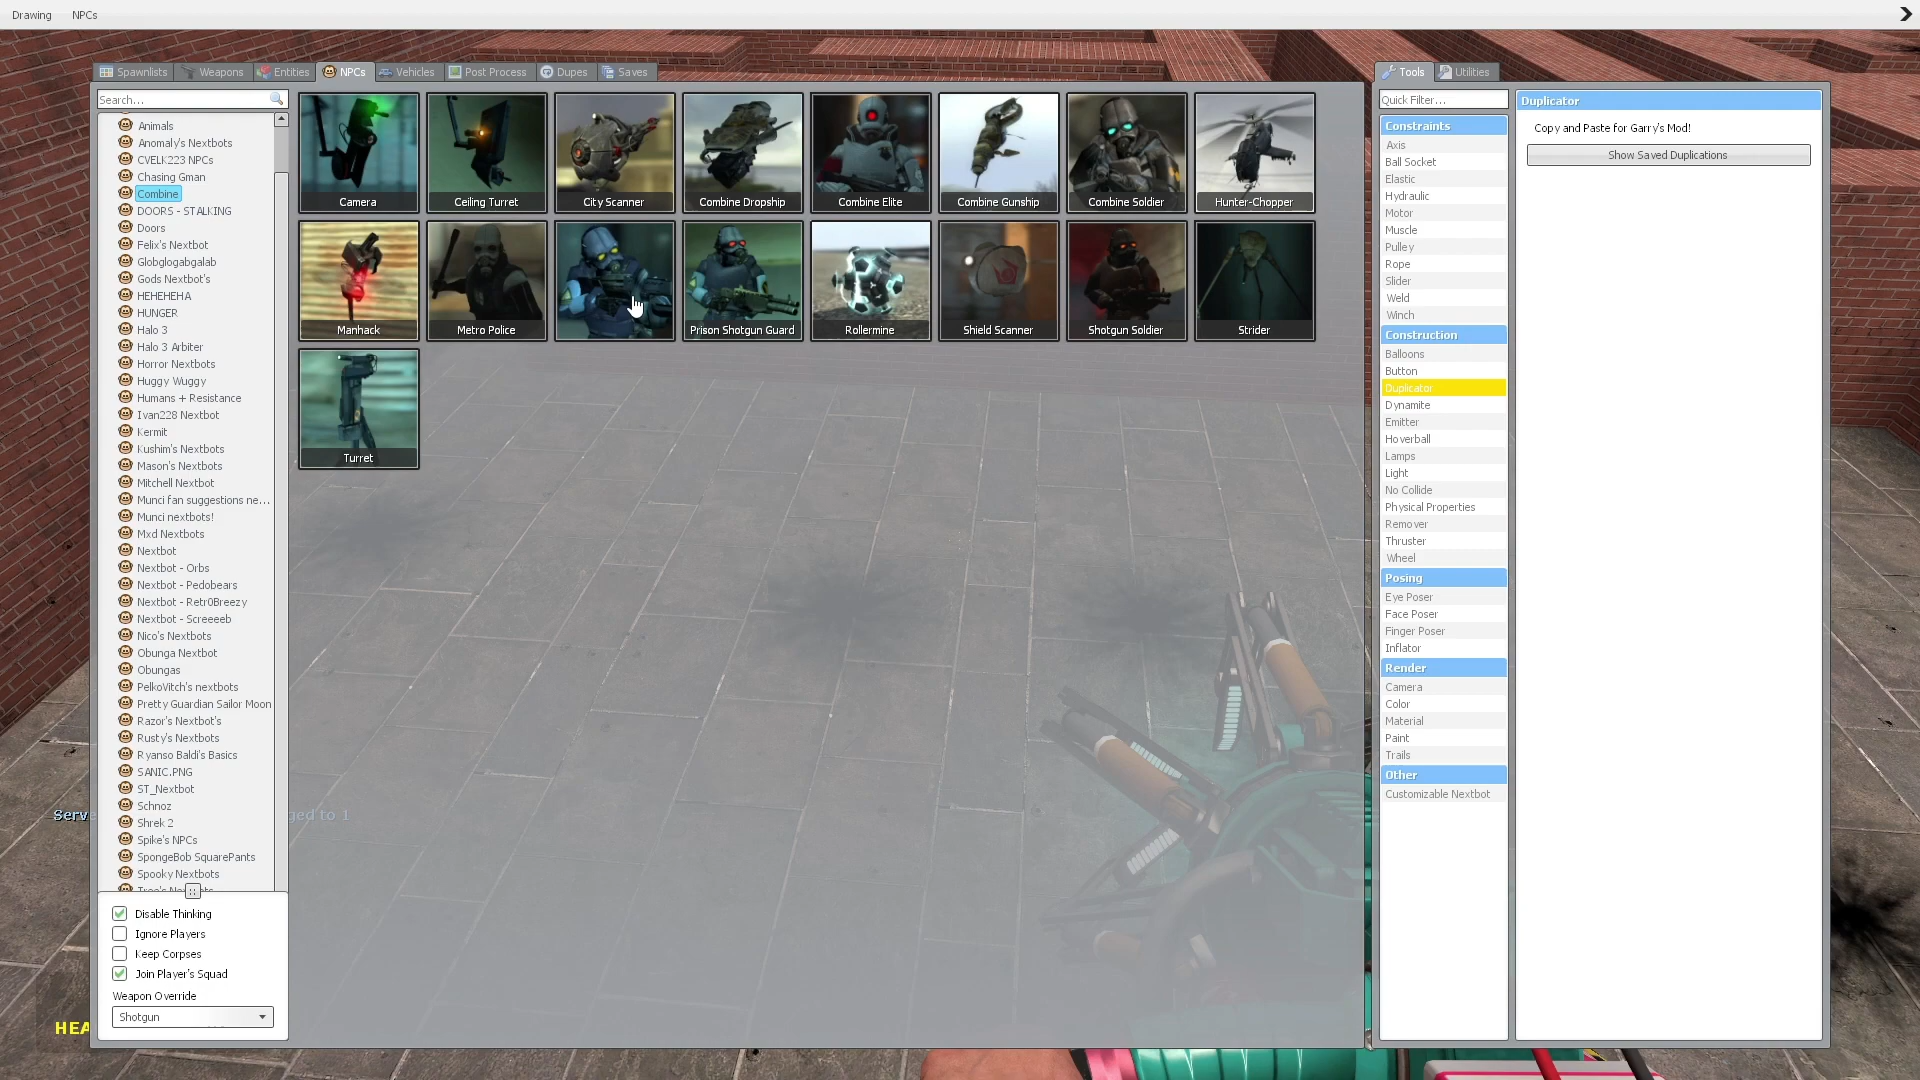 Drawing NPCs
Spawnlists Weapons Entities NPCs Vehicles Post Process Dupes Saves
Search...
Animals
Anomaly's Nextbots
CVELK223 NPCs
Chasing Gman
Combine
DOORS - STALKING
Doors
Felix's Nextbot
Globglogabgalab
Gods Nextbot's
HEHEHEHA
HUNGER
Halo 3
Halo 3 Arbiter
Horror Nextbots
Huggy Wuggy
Humans + Resistance
Ivan228 Nextbot
Kermit
Kushim's Nextbots
Mason's Nextbots
Mitchell Nextbot
Munci fan suggestions ne...
Munci nextbots!
Mxd Nextbots
Nextbot
Nextbot - Orbs
Nextbot - Pedobears
Nextbot - Retr0Breezy
Nextbot - Screeeeb
Nico's Nextbots
Obunga Nextbot
Obungas
PelkoVitch's nextbots
Pretty Guardian Sailor Moon
Razor's Nextbot's
Rusty's Nextbots
Ryanso Baldi's Basics
SANIC.PNG
ST_Nextbot
Schnoz
Shrek 2
Spike's NPCs
SpongeBob SquarePants
Spooky Nextbots
Disable Thinking
Ignore Players
Keep Corpses
Join Player's Squad
Weapon Override
Shotgun
Camera Ceiling Turret City Scanner Combine Dropship Combine Elite Combine Gunship Combine Soldier Hunter-Chopper
Manhack Metro Police Prison Shotgun Guard Rollermine Shield Scanner Shotgun Soldier Strider
Turret
Serv
ged to 1
HEA
Tools Utilities
Quick Filter...
Constraints
Axis
Ball Socket
Elastic
Hydraulic
Motor
Muscle
Pulley
Rope
Slider
Weld
Winch
Construction
Balloons
Button
Duplicator
Dynamite
Emitter
Hoverball
Lamps
Light
No Collide
Physical Properties
Remover
Thruster
Wheel
Posing
Eye Poser
Face Poser
Finger Poser
Inflator
Render
Camera
Color
Material
Paint
Trails
Other
Customizable Nextbot
Duplicator
Copy and Paste for Garry's Mod!
Show Saved Duplications